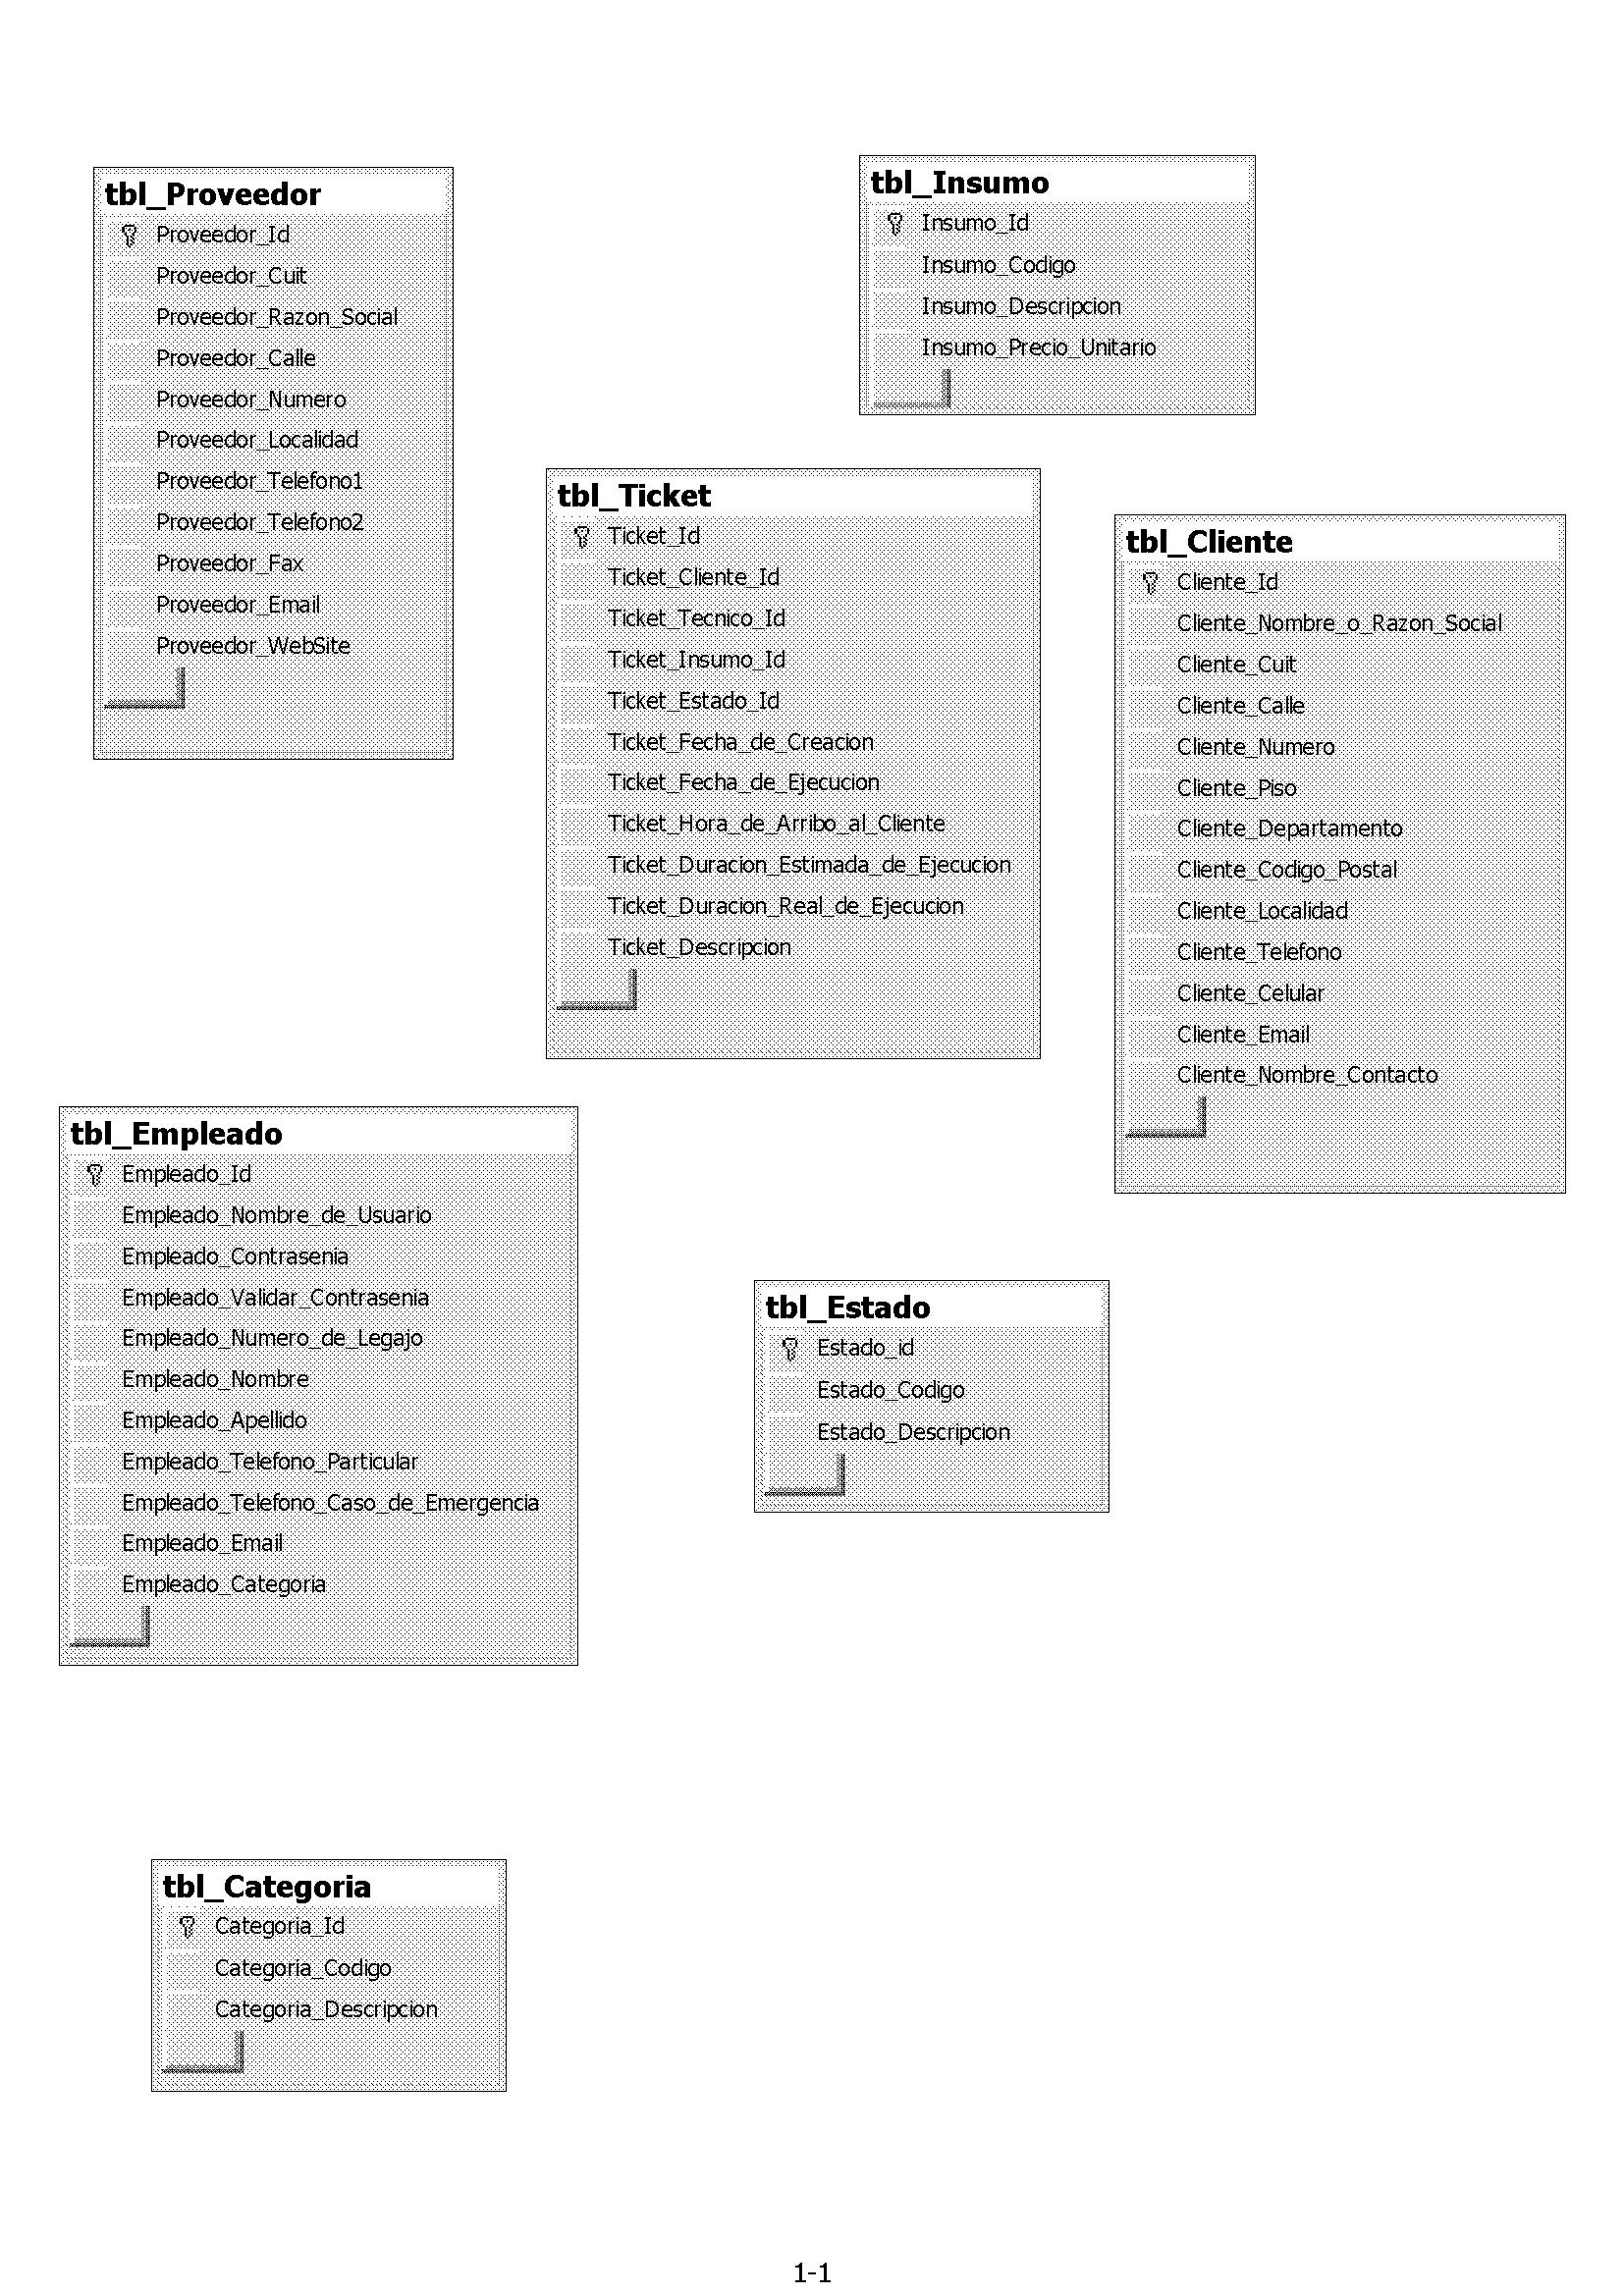 tbl_Proveedor
Proveedor_Id
Proveedor_Cuit
Proveedor_Razon_Social
Proveedor_Calle
Proveedor_Numero
Proveedor_Localidad
Proveedor_Telefono1
Proveedor_Telefono2
Proveedor_Fax
Proveedor_Email
Proveedor_WebSite
tbl_Insumo
Insumo_Id
Insumo_Codigo
Insumo_Descripcion
Insumo_Precio_Unitario
tbl_Ticket
Ticket_Id
Ticket_Cliente_Id
Ticket_Tecnico_Id
Ticket_Insumo_Id
Ticket_Estado_Id
Ticket_Fecha_de_Creacion
Ticket_Fecha_de_Ejecucion
Ticket_Hora_de_Arribo_al_Cliente
Ticket_Duracion_Estimada_de_Ejecucion
Ticket_Duracion_Real_de_Ejecucion
Ticket_Descripcion
tbl_Cliente
Cliente_Id
Cliente_Nombre_o_Razon_Social
Cliente_Cuit
Cliente_Calle
Cliente_Numero
Cliente_Piso
Cliente_Departamento
Cliente_Codigo_Postal
Cliente_Localidad
Cliente_Telefono
Cliente_Celular
Cliente_Email
Cliente_Nombre_Contacto
tbl_Empleado
Empleado_Id
Empleado_Nombre_de_Usuario
Empleado_Contrasenia
Empleado_Validar_Contrasenia
Empleado_Numero_de_Legajo
Empleado_Nombre
Empleado_Apellido
Empleado_Telefono_Particular
Empleado_Telefono_Caso_de_Emergencia
Empleado_Email
Empleado_Categoria
tbl_Estado
Estado_id
Estado_Codigo
Estado_Descripcion
tbl_Categoria
Categoria_Id
Categoria_Codigo
Categoria_Descripcion
1-1